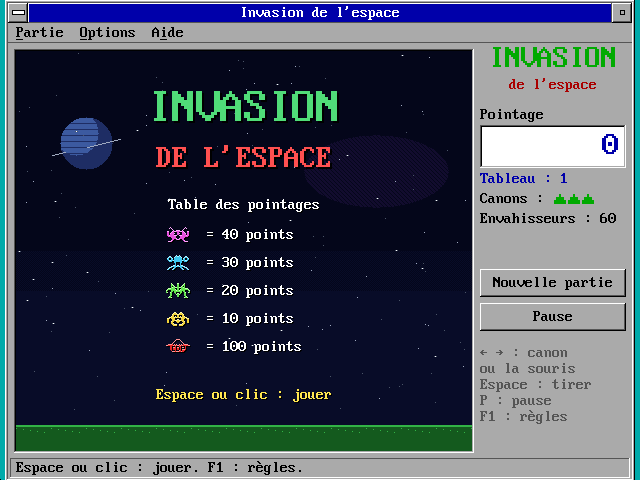 Invasion de l'espace
Partie Options Aide
INVASION
DE L'ESPACE
Table des pointages
= 40 points
= 30 points
= 20 points
= 10 points
= 100 points
Espace ou clic : jouer
INVASION
de l'espace
Pointage
0
Tableau : 1
Canons :
Envahisseurs : 60
Nouvelle partie
Pause
← → : canon
ou la souris
Espace : tirer
P : pause
F1 : règles
Espace ou clic : jouer. F1 : règles.